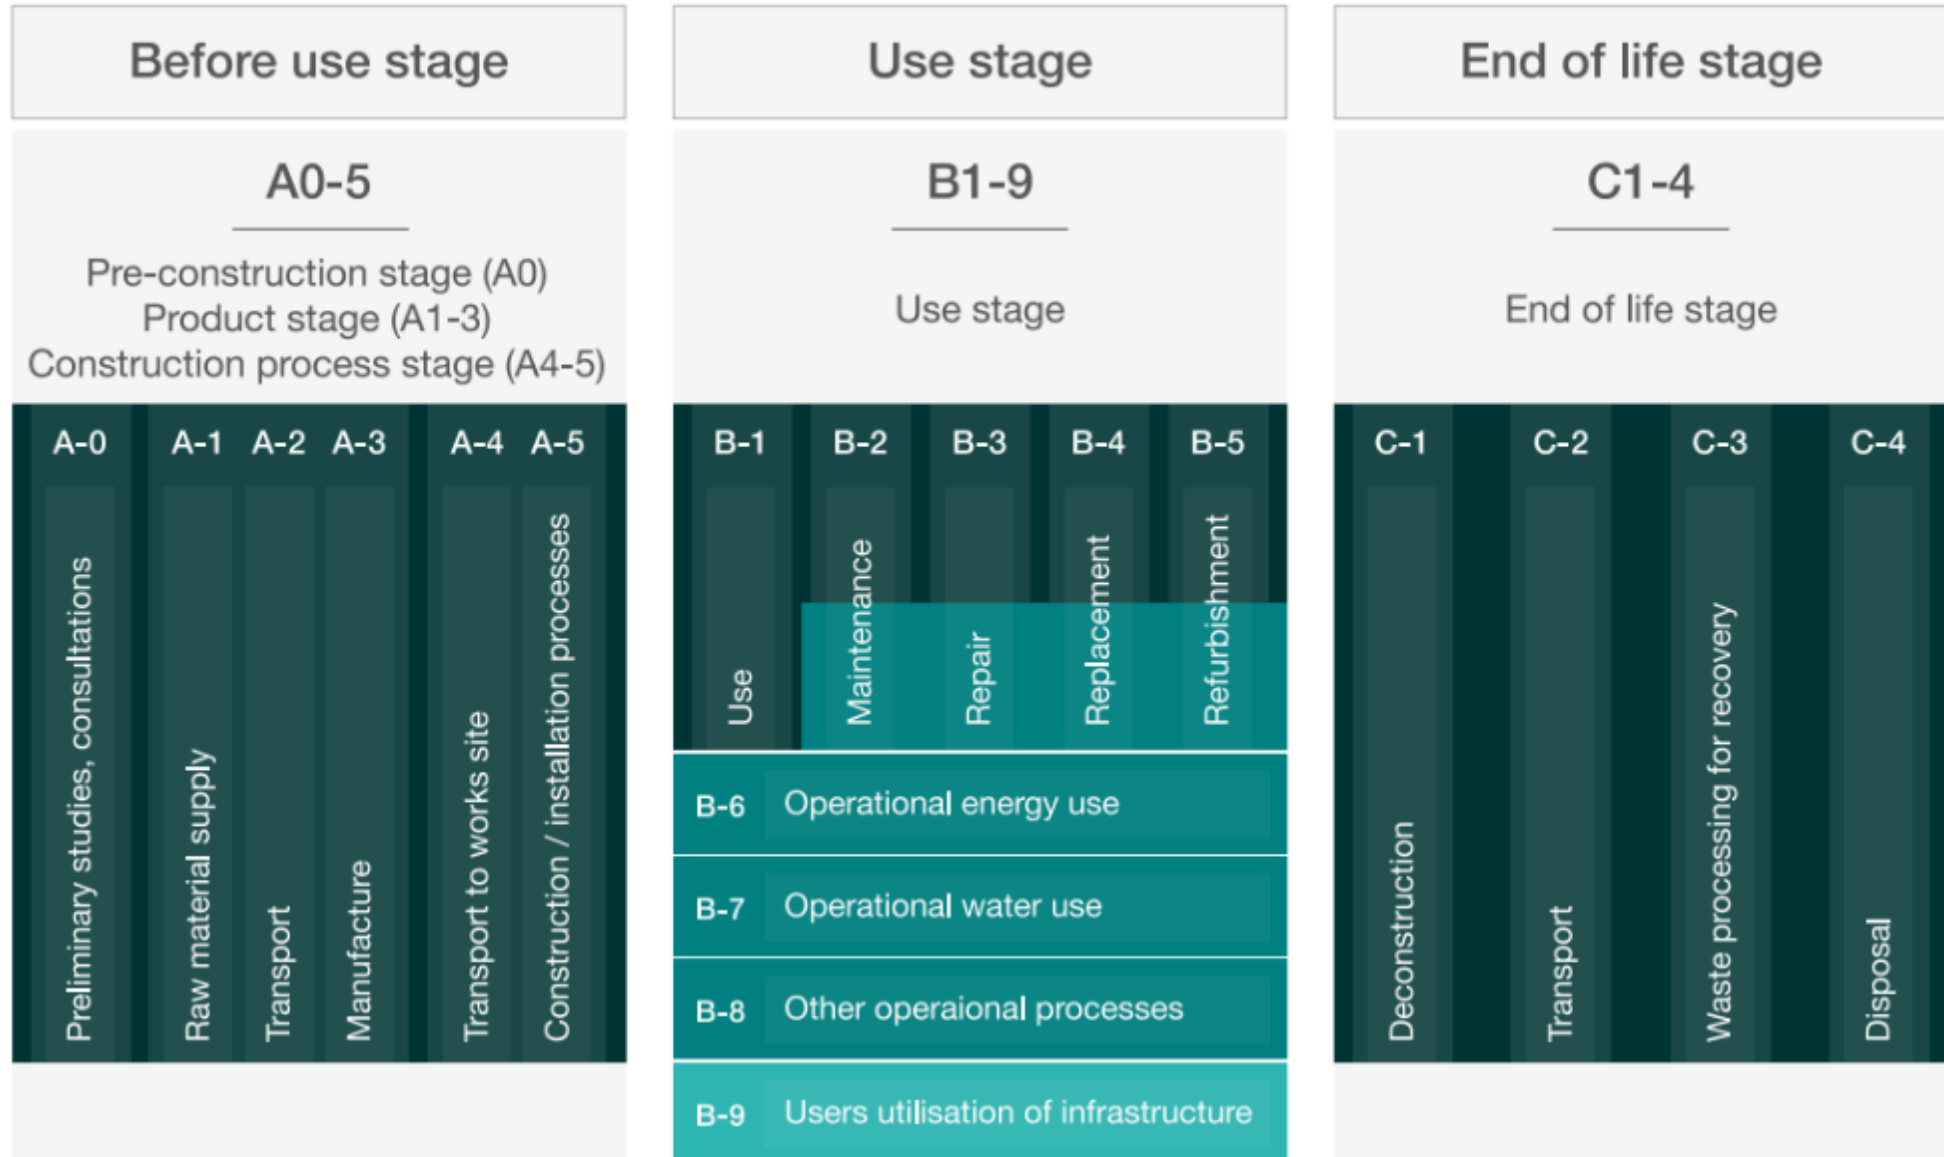 Before use stage
A0-5
Pre-construction stage (A0)
Product stage (A1-3)
Construction process stage (A4-5)
A-0
A-1
A-2
A-3
A-4
A-5
Preliminary studies, consultations
Raw material supply
Transport
Manufacture
Transport to works site
Construction / installation processes
Use stage
B1-9
Use stage
B-1
B-2
B-3
B-4
B-5
Use
Maintenance
Repair
Replacement
Refurbishment
B-6 Operational energy use
B-7 Operational water use
B-8 Other operaional processes
B-9 Users utilisation of infrastructure
End of life stage
C1-4
End of life stage
C-1
C-2
C-3
C-4
Deconstruction
Transport
Waste processing for recovery
Disposal